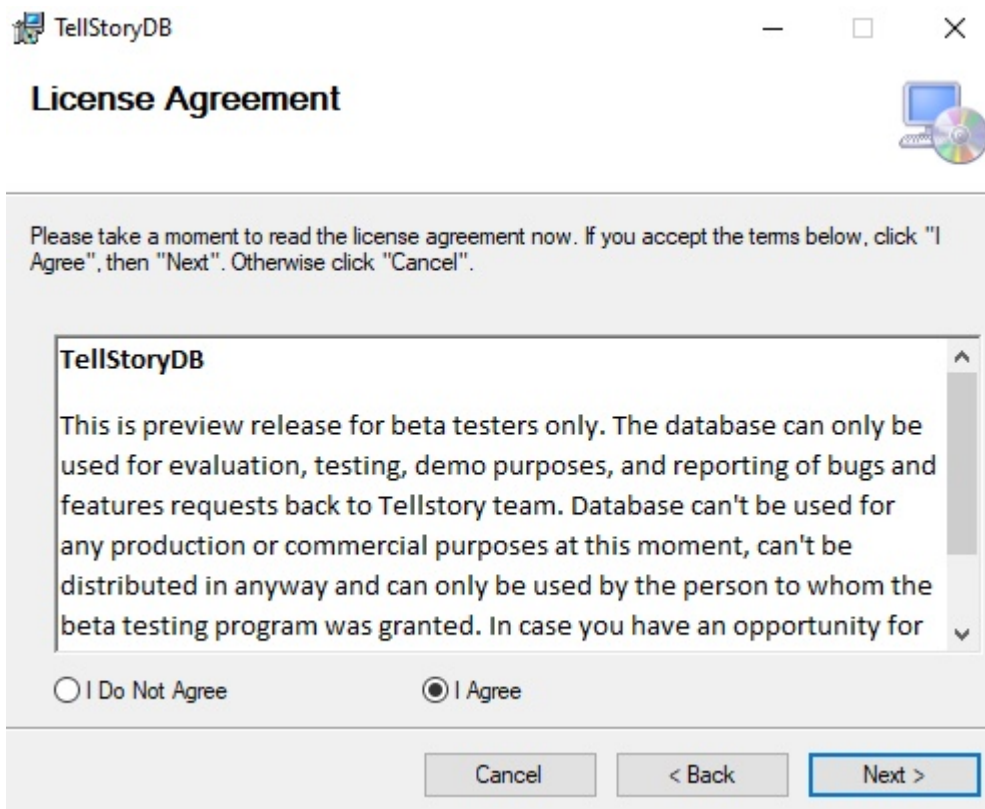 TellStoryDB
License Agreement
Please take a moment to read the license agreement now. If you accept the terms below, click "I
Agree", then "Next". Otherwise click "Cancel".
TellStoryDB
This is preview release for beta testers only. The database can only be
used for evaluation, testing, demo purposes, and reporting of bugs and
features requests back to Tellstory team. Database can't be used for
any production or commercial purposes at this moment, can't be
distributed in anyway and can only be used by the person to whom the
beta testing program was granted. In case you have an opportunity for
I Do Not Agree
I Agree
Cancel
< Back
Next >